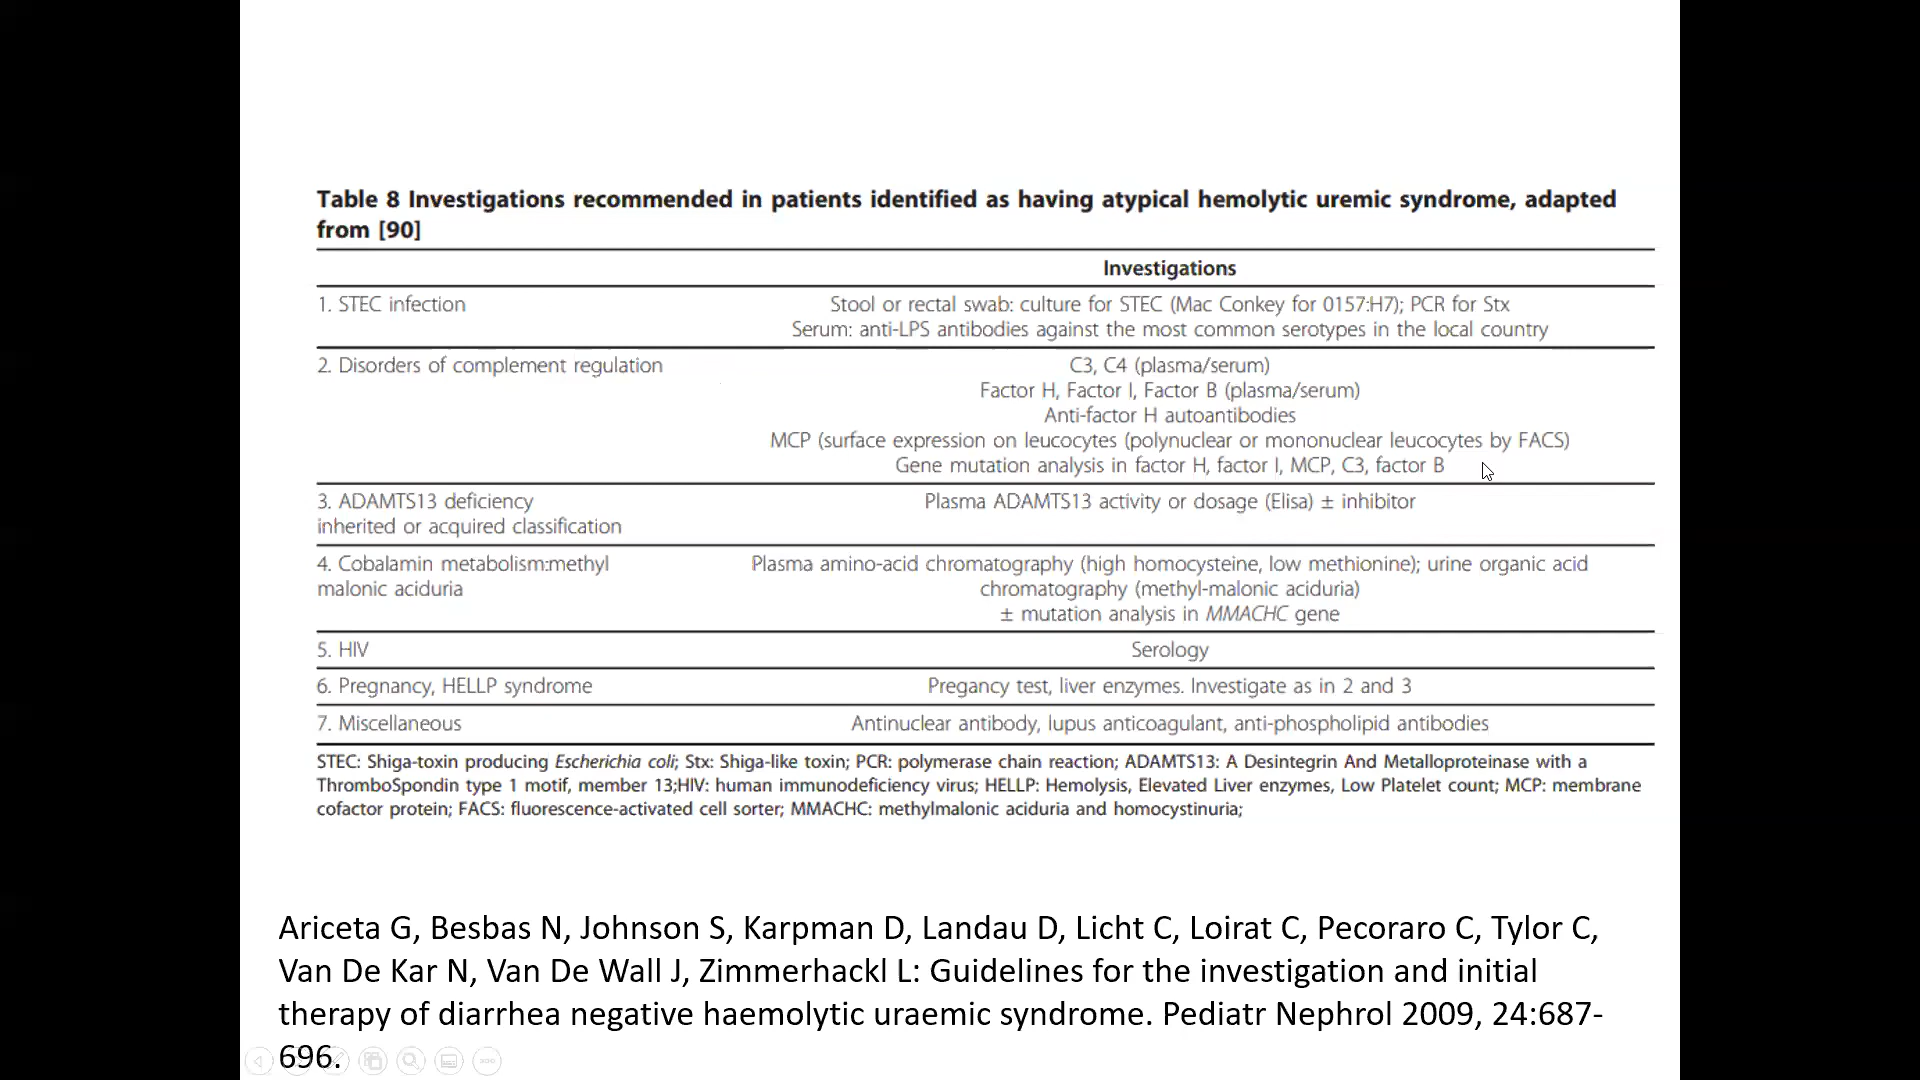 Table 8 Investigations recommended in patients identified as having atypical hemolytic uremic syndrome, adapted
from [90]
Investigations
1. STEC infection
Stool or rectal swab: culture for STEC (Mac Conkey for 0157:H7); PCR for Stx
Serum: anti-LPS antibodies against the most common serotypes in the local country
2. Disorders of complement regulation
C3, C4 (plasma/serum)
Factor H, Factor I, Factor B (plasma/serum)
Anti-factor H autoantibodies
MCP (surface expression on leucocytes (polynuclear or mononuclear leucocytes by FACS)
Gene mutation analysis in factor H, factor I, MCP, C3, factor B
3. ADAMTS13 deficiency
inherited or acquired classification
Plasma ADAMTS13 activity or dosage (Elisa) ± inhibitor
4. Cobalamin metabolism:methyl
malonic aciduria
Plasma amino-acid chromatography (high homocysteine, low methionine); urine organic acid
chromatography (methyl-malonic aciduria)
± mutation analysis in MMACHC gene
5. HIV
Serology
6. Pregnancy, HELLP syndrome
Pregancy test, liver enzymes. Investigate as in 2 and 3
7. Miscellaneous
Antinuclear antibody, lupus anticoagulant, anti-phospholipid antibodies
STEC: Shiga-toxin producing Escherichia coli; Stx: Shiga-like toxin; PCR: polymerase chain reaction; ADAMTS13: A Desintegrin And Metalloproteinase with a
ThromboSpondin type 1 motif, member 13;HIV: human immunodeficiency virus; HELLP: Hemolysis, Elevated Liver enzymes, Low Platelet count; MCP: membrane
cofactor protein; FACS: fluorescence-activated cell sorter; MMACHC: methylmalonic aciduria and homocystinuria;
Ariceta G, Besbas N, Johnson S, Karpman D, Landau D, Licht C, Loirat C, Pecoraro C, Tylor C,
Van De Kar N, Van De Wall J, Zimmerhackl L: Guidelines for the investigation and initial
therapy of diarrhea negative haemolytic uraemic syndrome. Pediatr Nephrol 2009, 24:687-
696.